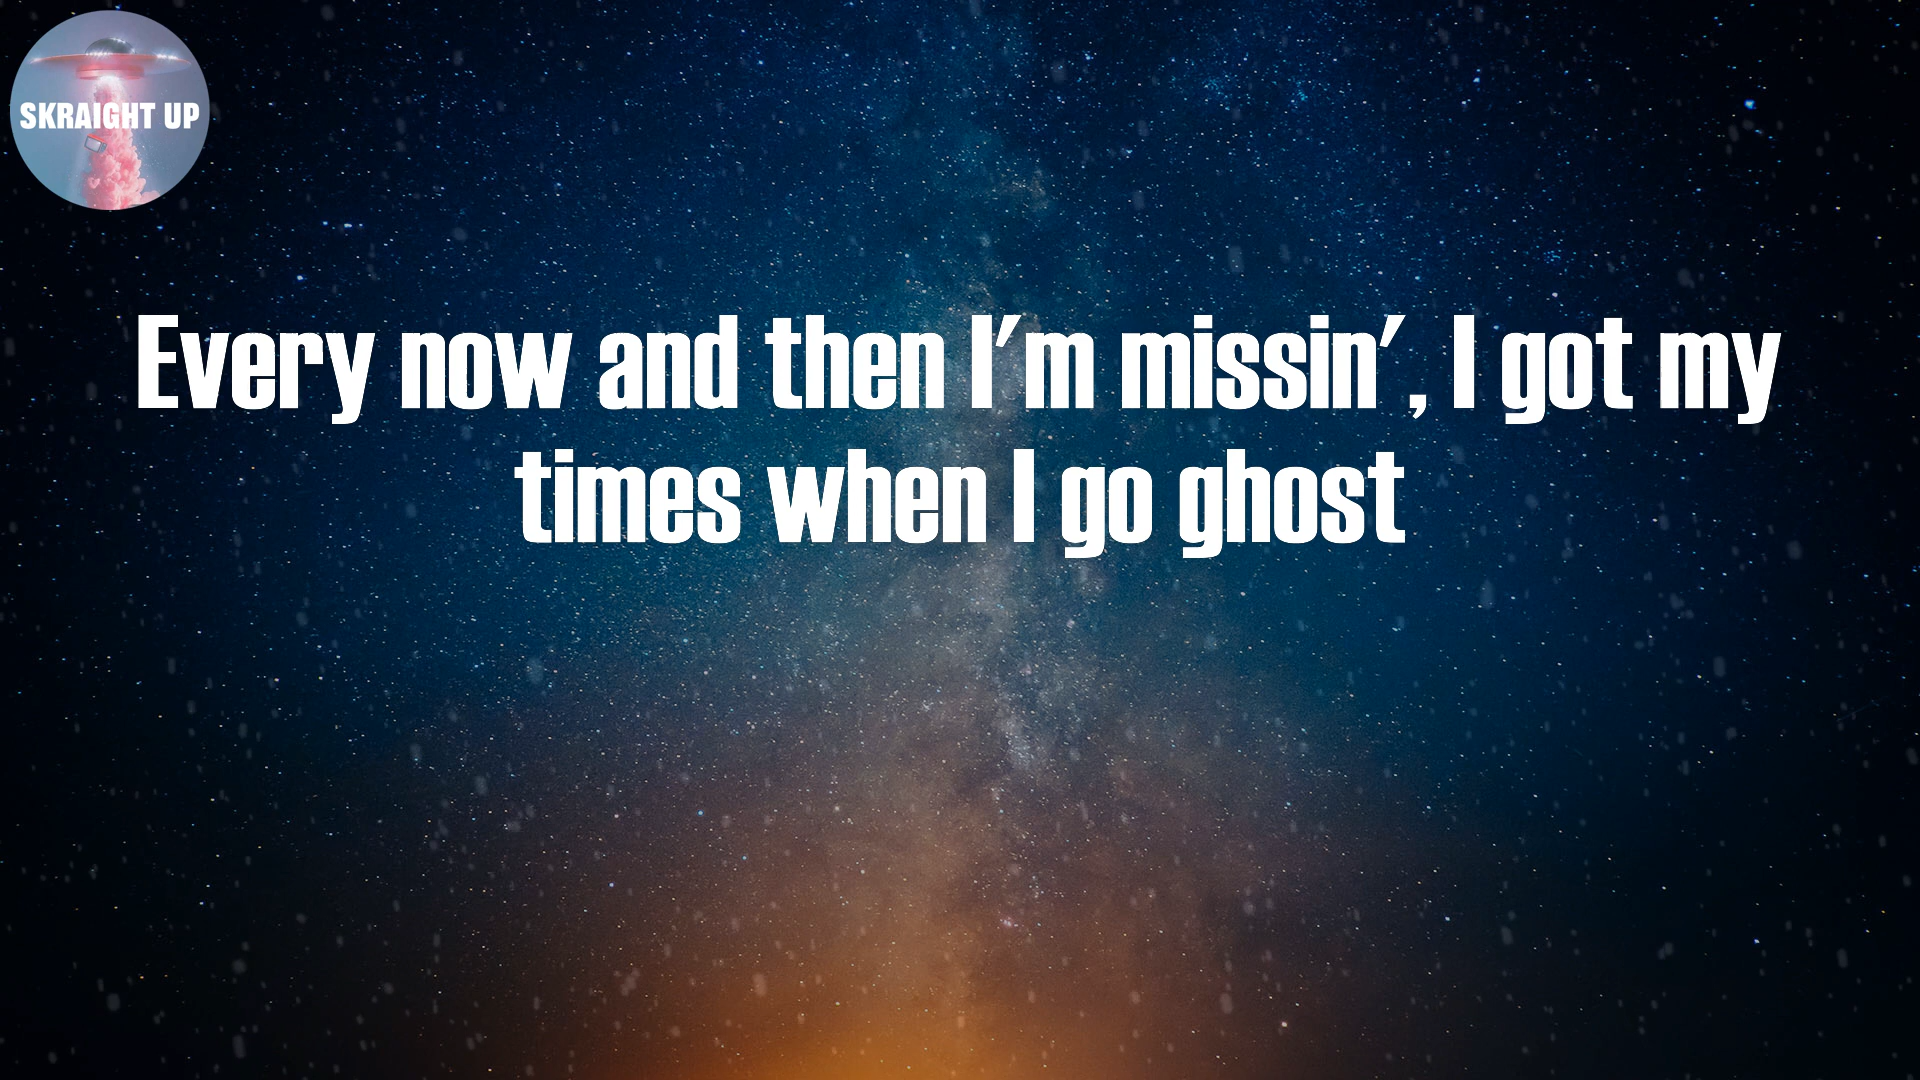 SKRAIGHT UP
Every now and then I'm missin', I got my
times when I go ghost